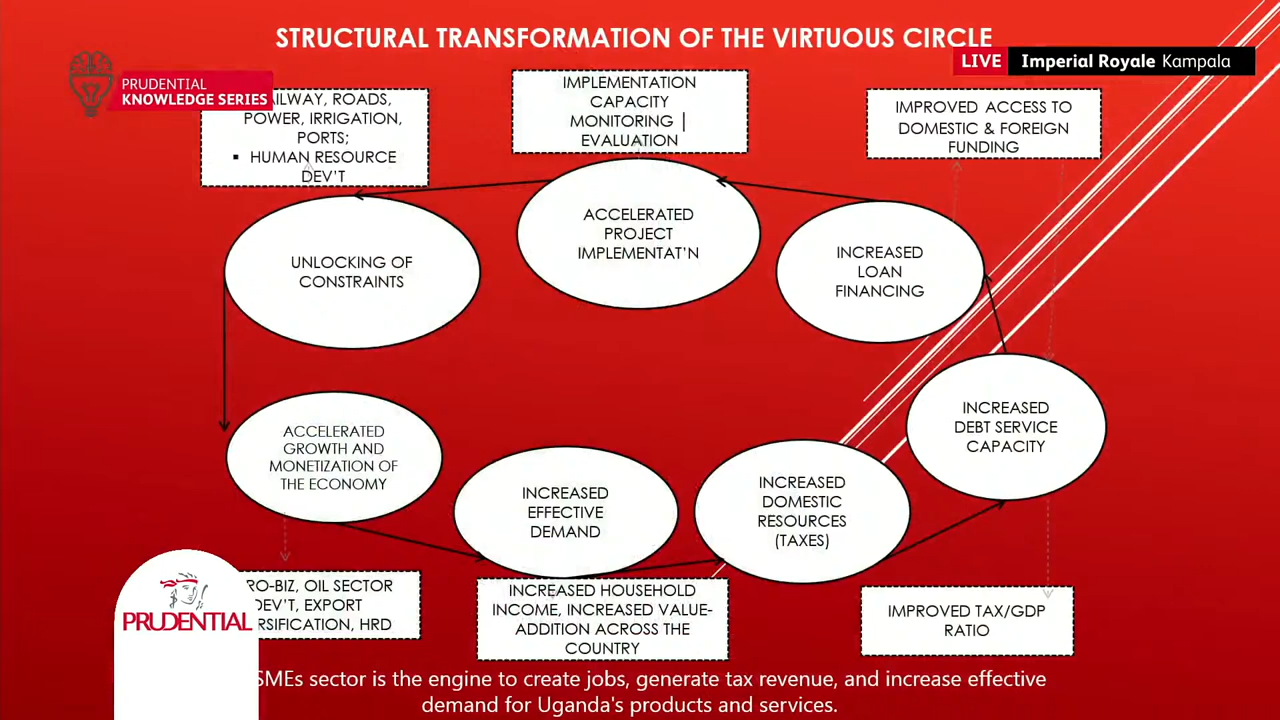 STRUCTURAL TRANSFORMATION OF THE VIRTUOUS CIRCLE
LIVE Imperial Royale Kampala
PRUDENTIAL
KNOWLEDGE SERIES
ROADS,
POWER, IRRIGATION,
PORTS;
▪ HUMAN RESOURCE
DEV'T
IMPLEMENTATION
CAPACITY
MONITORING |
EVALUATION
IMPROVED ACCESS TO
DOMESTIC & FOREIGN
FUNDING
UNLOCKING OF
CONSTRAINTS
ACCELERATED
PROJECT
IMPLEMENTAT'N
INCREASED
LOAN
FINANCING
ACCELERATED
GROWTH AND
MONETIZATION OF
THE ECONOMY
INCREASED
EFFECTIVE
DEMAND
INCREASED
DOMESTIC
RESOURCES
(TAXES)
INCREASED
DEBT SERVICE
CAPACITY
OIL SECTOR
DEV'T, EXPORT
HRD
INCREASED HOUSEHOLD
INCOME, INCREASED VALUE-
ADDITION ACROSS THE
COUNTRY
IMPROVED TAX/GDP
RATIO
PRUDENTIAL
SMEs sector is the engine to create jobs, generate tax revenue, and increase effective
demand for Uganda's products and services.